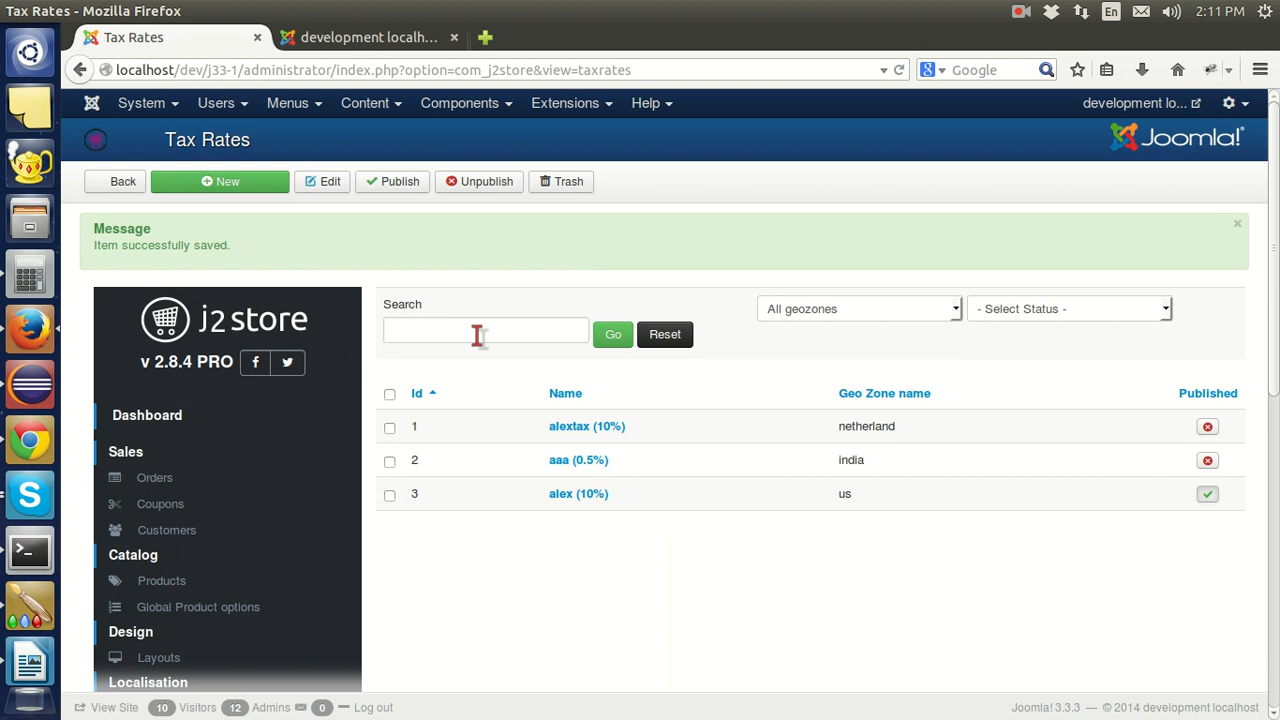 Tax Rates - Mozilla Firefox
En 2:11 PM
Tax Rates
development localh...
localhost/dev/j33-1/administrator/index.php?option=com_j2store&view=taxrates
Google
System Users Menus Content Components Extensions Help
development lo...
Tax Rates
Joomla!
Back New Edit Publish Unpublish Trash
Message
Item successfully saved.
j2store
v 2.8.4 PRO
Search
All geozones
- Select Status -
Go Reset
Id Name Geo Zone name Published
1 alextax (10%) netherland
2 aaa (0.5%) india
3 alex (10%) us
Dashboard
Sales
Orders
Coupons
Customers
Catalog
Products
Global Product options
Design
Layouts
Localisation
View Site 10 Visitors 12 Admins 0 Log out
Joomla! 3.3.3 — © 2014 development localhost